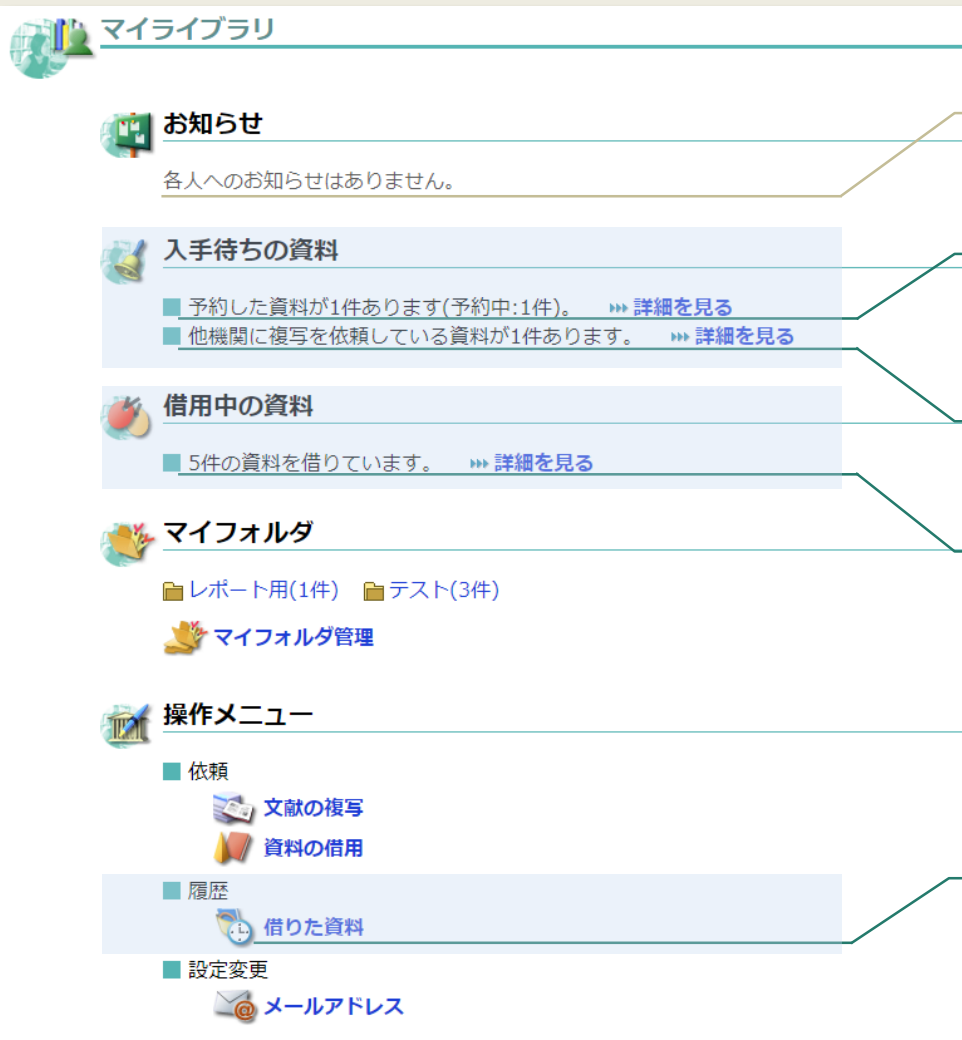 マイライブラリ
お知らせ
各人へのお知らせはありません。
入手待ちの資料
予約した資料が1件あります(予約中:1件)。 詳細を見る
他機関に複写を依頼している資料が1件あります。 詳細を見る
借用中の資料
5件の資料を借りています。 詳細を見る
マイフォルダ
レポート用(1件) テスト(3件)
マイフォルダ管理
操作メニュー
依頼
文献の複写
資料の借用
履歴
借りた資料
設定変更
メールアドレス